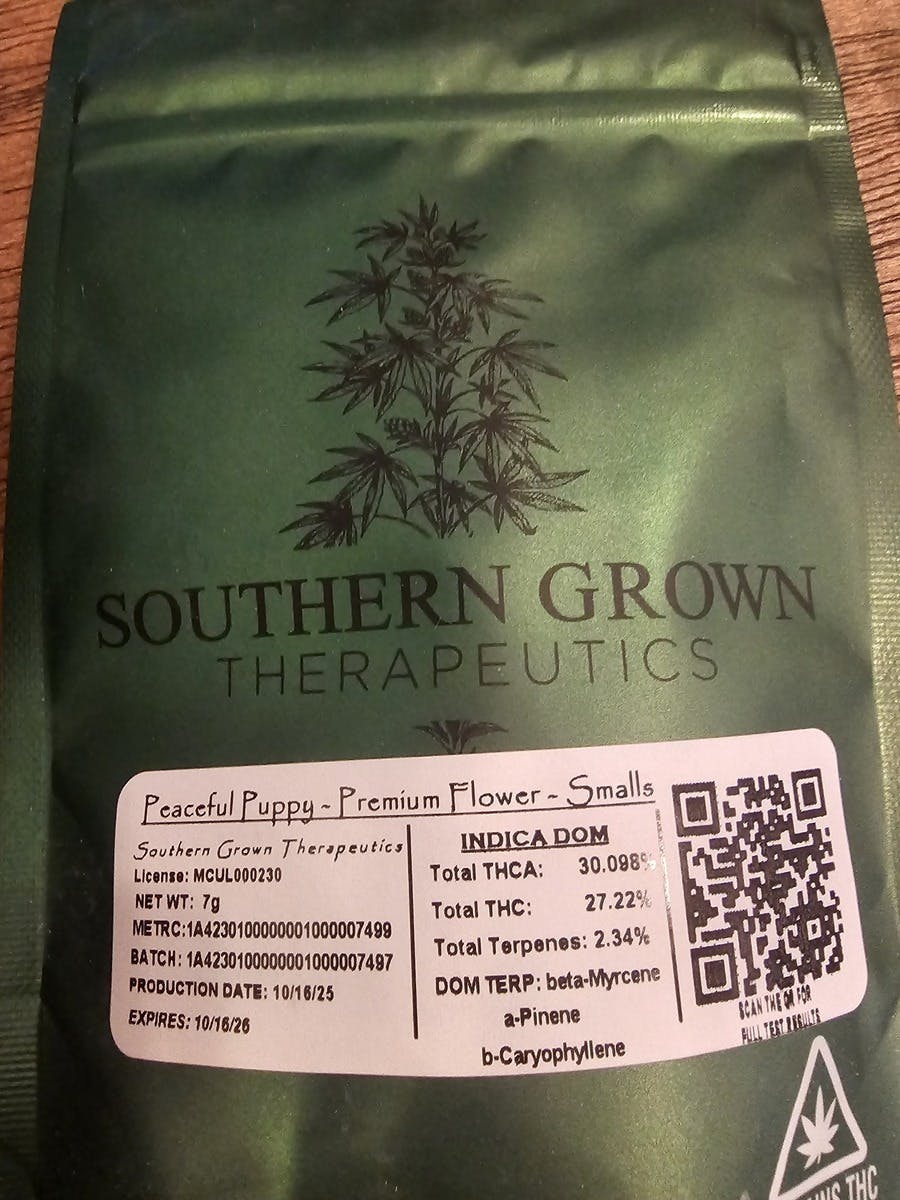 SOUTHERN GROWN
THERAPEUTICS
Peaceful Puppy ~ Premium Flower ~ Smalls
Southern Grown Therapeutics
License: MCUL000230
NET WT: 7g
METRC:1A4230100000001000007499
BATCH: 1A4230100000001000007497
PRODUCTION DATE: 10/16/25
EXPIRES: 10/16/26
INDICA DOM
Total THCA: 30.098%
Total THC: 27.22%
Total Terpenes: 2.34%
DOM TERP: beta-Myrcene
a-Pinene
b-Caryophyllene
SCAN THE QR FOR
FULL TEST RESULTS
THC